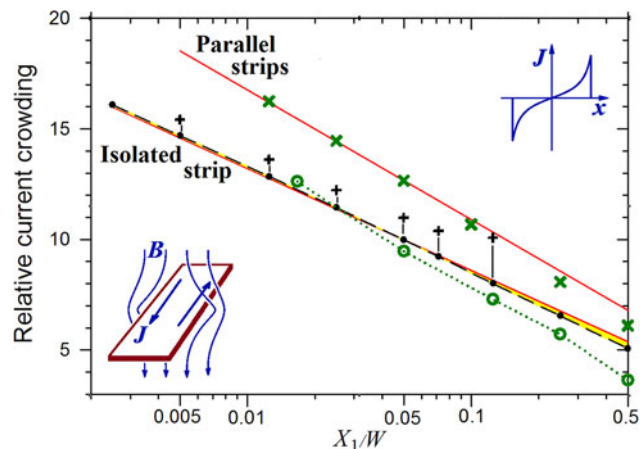 20
Parallel
strips
J
x
15
Isolated
strip
10
B
J
5
0.005
0.01
0.05
0.1
0.5
X₁/W
Relative current crowding